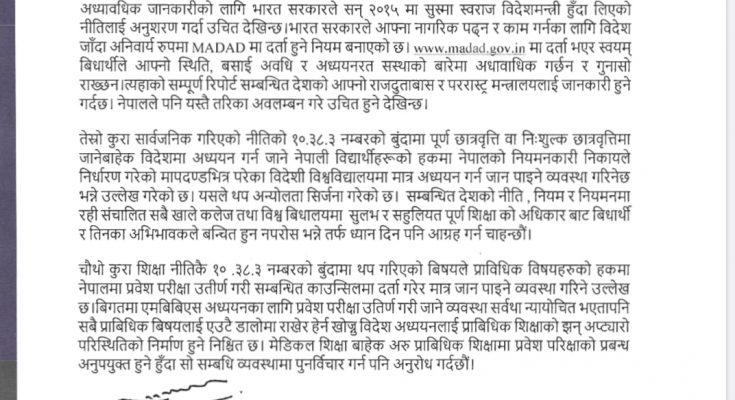 अध्यावधिक जानकारीको लागि भारत सरकारले सन् २०१५ मा सुस्मा स्वराज विदेशमन्त्री हुँदा लिएको
नीतिलाई अनुशरण गर्दा उचित देखिन्छ।भारत सरकारले आफ्ना नागरिक पढ्न र काम गर्नका लागि विदेश
जाँदा अनिवार्य रुपमा MADAD मा दर्ता हुने नियम बनाएको छ। www.madad.gov.in मा दर्ता भएर स्वयम्
बिधार्थीले आफ्नो स्थिति, बसाई अवधि र अध्ययनरत सस्थाको बारेमा अधावाधिक गर्छन र गुनासो
राख्छन।त्यहाको सम्पूर्ण रिपोर्ट सम्बन्धित देशको आफ्नो राजदुताबास र पररास्ट्र मन्त्रालयलाई जानकारी हुने
गर्दछ। नेपालले पनि यस्तै तरिका अवलम्बन गरे उचित हुने देखिन्छ।
तेस्रो कुरा सार्वजनिक गरिएको नीतिको १०.३८.३ नम्बरको बुंदामा पूर्ण छात्रवृत्ति वा निःशुल्क छात्रवृत्तिमा
जानेबाहेक विदेशमा अध्ययन गर्न जाने नेपाली विद्यार्थीहरूको हकमा नेपालको नियमनकारी निकायले
निर्धारण गरेको मापदण्डभित्र परेका विदेशी विश्वविद्यालयमा मात्र अध्ययन गर्न जान पाइने व्यवस्था गरिनेछ
भन्ने उल्लेख गरेको छ। यसले थप अन्योलता सिर्जना गरेको छ। सम्बन्धित देशको नीति , नियम र नियमनमा
रही संचालित सबै खाले कलेज तथा विश्व बिधालयमा सुलभ र सहुलियत पूर्ण शिक्षा को अधिकार बाट बिधार्थी
र तिनका अभिभावकले बन्चित हुन नपरोस भन्ने तर्फ ध्यान दिन पनि आग्रह गर्न चाहन्छौं।
चौथो कुरा शिक्षा नीतिकै १० .३८.३ नम्बरको बुंदामा थप गरिएको बिषयले प्राविधिक विषयहरुको हकमा
नेपालमा प्रवेश परीक्षा उतीर्ण गरी सम्बन्धित काउन्सिलमा दर्ता गरेर मात्र जान पाइने व्यवस्था गरिने उल्लेख
छ।बिगतमा एमबिबिएस अध्ययनका लागि प्रवेश परीक्षा उतिर्ण गरी जाने व्यवस्था सर्वथा न्यायोचित भएतापनि
सबै प्राबिधिक बिषयलाई एउटै डालोमा राखेर हेर्न खोज्नु विदेश अध्ययनलाई प्राबिधिक शिक्षाको झन् अप्ट्यारो
परिस्थितिको निर्माण हुने निश्चित छ। मेडिकल शिक्षा बाहेक अरु प्राबिधिक शिक्षामा प्रवेश परिक्षाको प्रबन्ध
अनुपयुक्त हुने हुँदा सो सम्बधि व्यवस्थामा पुनर्विचार गर्न पनि अनुरोध गर्दछौं।